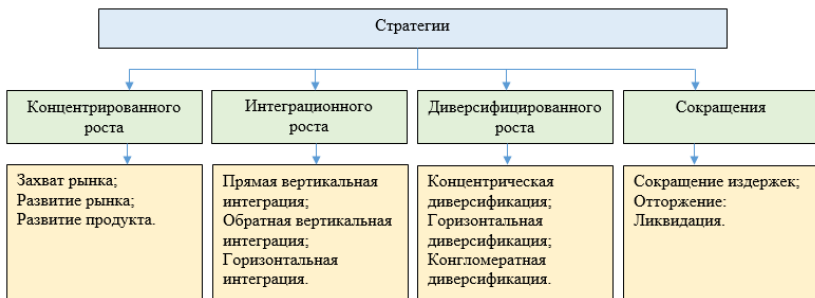 Стратегии
Концентрированного
роста
Интеграционного
роста
Диверсифицированного
роста
Сокращения
Захват рынка;
Развитие рынка;
Развитие продукта.
Прямая вертикальная
интеграция;
Обратная вертикальная
интеграция;
Горизонтальная
интеграция.
Концентрическая
диверсификация;
Горизонтальная
диверсификация;
Конгломератная
диверсификация.
Сокращение издержек;
Отторжение:
Ликвидация.